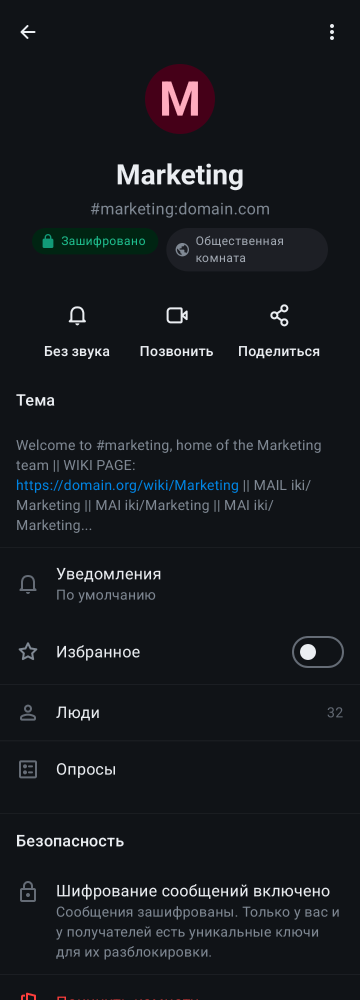 M
Marketing
#marketing:domain.com
Зашифровано
Общественная
комната
Без звука
Позвонить
Поделиться
Тема
Welcome to #marketing, home of the Marketing
team || WIKI PAGE:
https://domain.org/wiki/Marketing || MAIL iki/
Marketing || MAI iki/Marketing || MAI iki/
Marketing...
Уведомления
По умолчанию
Избранное
Люди 32
Опросы
Безопасность
Шифрование сообщений включено
Сообщения зашифрованы. Только у вас и
у получателей есть уникальные ключи
для их разблокировки.